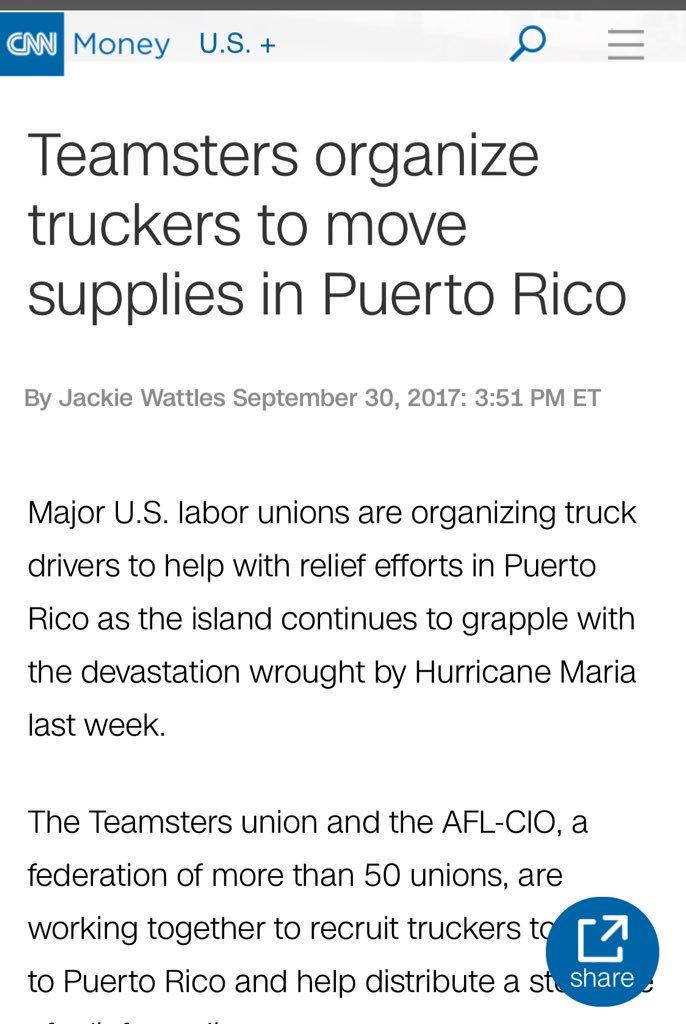 CNN Money U.S. +
Teamsters organize
truckers to move
supplies in Puerto Rico
By Jackie Wattles September 30, 2017: 3:51 PM ET
Major U.S. labor unions are organizing truck
drivers to help with relief efforts in Puerto
Rico as the island continues to grapple with
the devastation wrought by Hurricane Maria
last week.
The Teamsters union and the AFL-CIO, a
federation of more than 50 unions, are
working together to recruit truckers to
to Puerto Rico and help distribute a
share